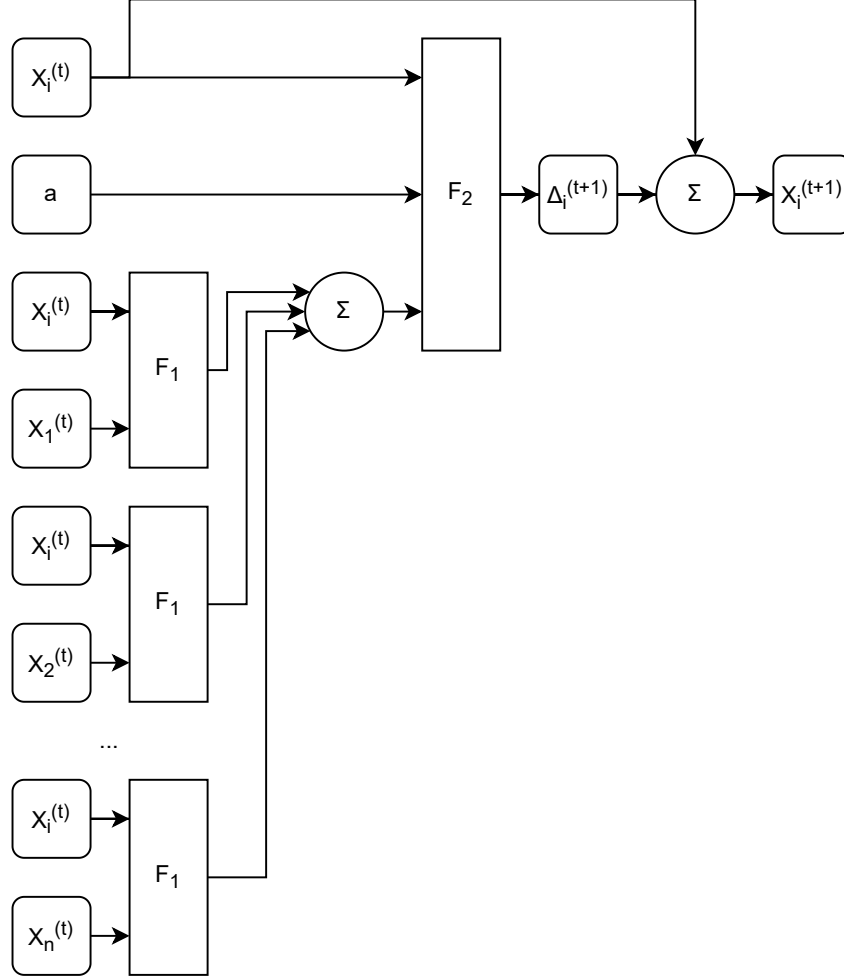 Xᵢ⁽ᵗ⁾
a
F₂
Δᵢ⁽ᵗ⁺¹⁾
Σ
Xᵢ⁽ᵗ⁺¹⁾
Xᵢ⁽ᵗ⁾
Σ
F₁
X₁⁽ᵗ⁾
Xᵢ⁽ᵗ⁾
F₁
X₂⁽ᵗ⁾
...
Xᵢ⁽ᵗ⁾
F₁
Xₙ⁽ᵗ⁾